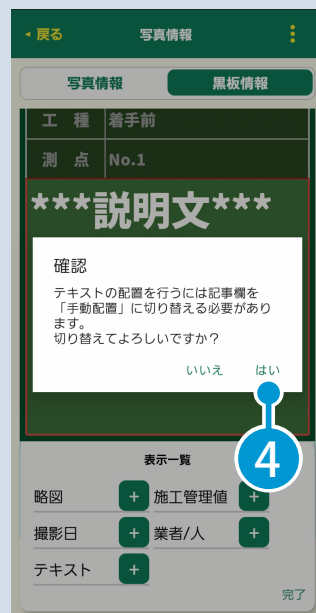 戻る 写真情報
写真情報 黒板情報
工 種 着手前
測 点 No.1
***説明文***
確認
テキストの配置を行うには記事欄を
「手動配置」に切り替える必要があり
ます。
切り替えてよろしいですか？
いいえ はい
4
表示一覧
略図 + 施工管理値 +
撮影日 + 業者/人 +
テキスト +
完了